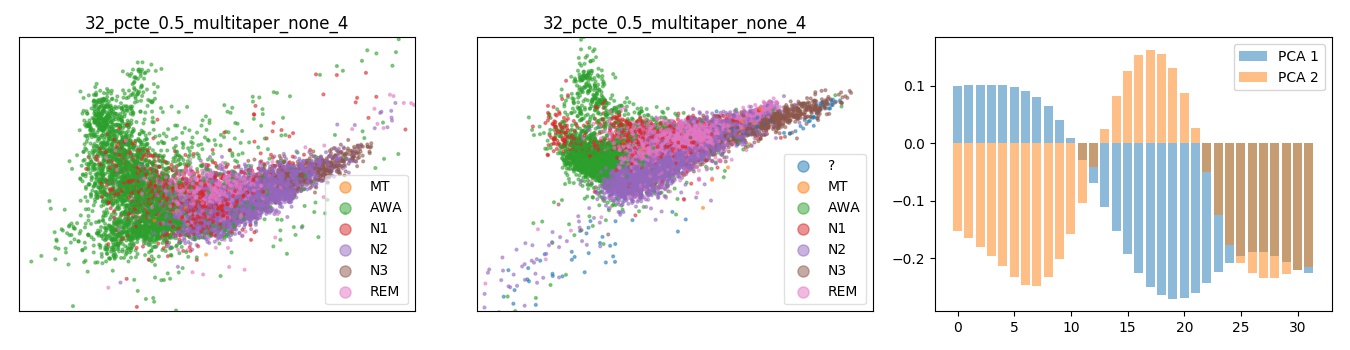 32_pcte_0.5_multitaper_none_4
MT
AWA
N1
N2
N3
REM
32_pcte_0.5_multitaper_none_4
?
MT
AWA
N1
N2
N3
REM
PCA 1
PCA 2
0.1
0.0
−0.1
−0.2
0 5 10 15 20 25 30